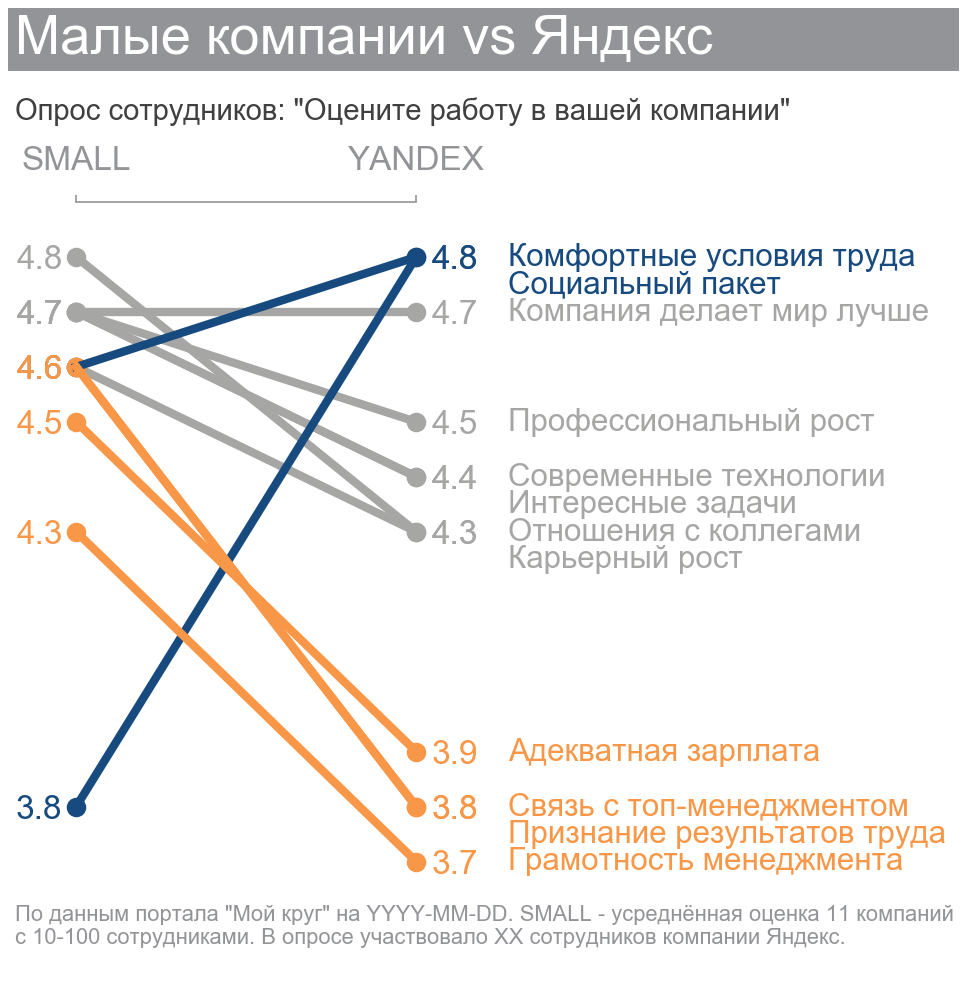 Малые компании vs Яндекс
Опрос сотрудников: "Оцените работу в вашей компании"
SMALL YANDEX
4.8 4.8 Комфортные условия труда
Социальный пакет
4.7 4.7 Компания делает мир лучше
4.6
4.5 4.5 Профессиональный рост
4.4 Современные технологии
Интересные задачи
4.3 4.3 Отношения с коллегами
Карьерный рост
3.9 Адекватная зарплата
3.8 3.8 Связь с топ-менеджментом
Признание результатов труда
3.7 Грамотность менеджмента
По данным портала "Мой круг" на YYYY-MM-DD. SMALL - усреднённая оценка 11 компаний
с 10-100 сотрудниками. В опросе участвовало XX сотрудников компании Яндекс.